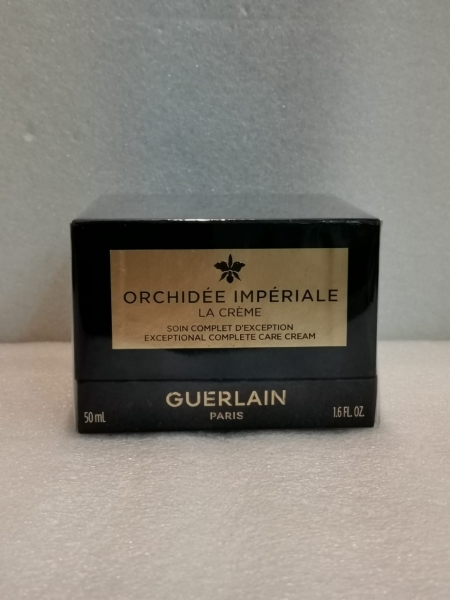 ORCHIDÉE IMPÉRIALE
LA CRÈME
SOIN COMPLET D'EXCEPTION
EXCEPTIONAL COMPLETE CARE CREAM
GUERLAIN
PARIS
50 mL
1.6 FL. OZ.